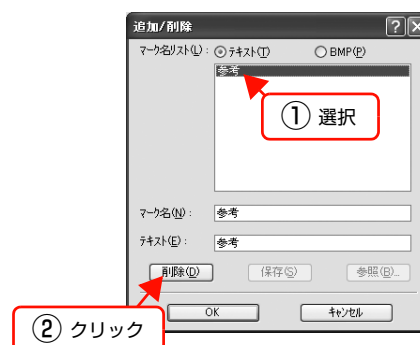 追加/削除
マーク名リスト(L): テキスト(T) BMP(P)
参考
① 選択
マーク名(N): 参考
テキスト(E): 参考
削除(D) 保存(S) 参照(B)...
OK キャンセル
② クリック